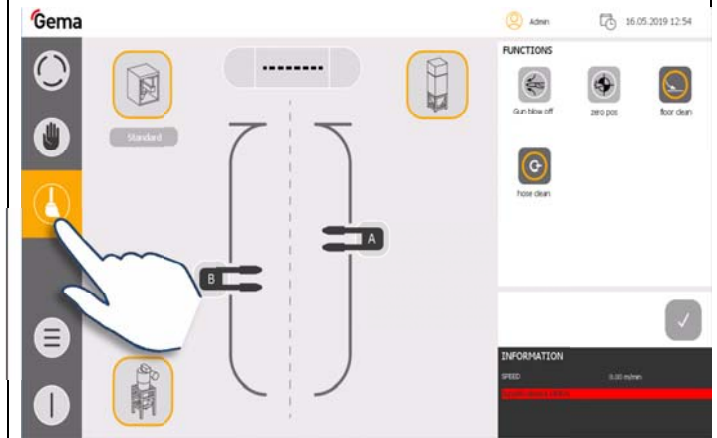 Gema
Admin
16.05.2019 12:54
FUNCTIONS
Gun blow off
zero pos
floor clean
hose clean
Standard
A
B
INFORMATION
SPEED 0.00 m/min